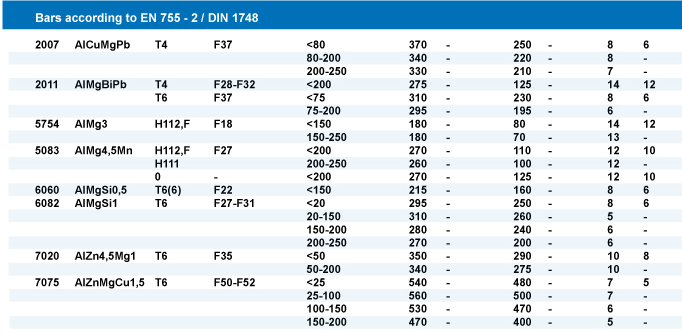 Bars according to EN 755 - 2 / DIN 1748
2007 AlCuMgPb T4 F37 <80 370 - 250 - 8 6
80-200 340 - 220 - 8 -
200-250 330 - 210 - 7 -
2011 AlMgBiPb T4 F28-F32 <200 275 - 125 - 14 12
T6 F37 <75 310 - 230 - 8 6
75-200 295 - 195 - 6 -
5754 AlMg3 H112,F F18 <150 180 - 80 - 14 12
150-250 180 - 70 - 13 -
5083 AlMg4,5Mn H112,F F27 <200 270 - 110 - 12 10
H111 200-250 260 - 100 - 12 -
0 - <200 270 - 125 - 12 10
6060 AlMgSi0,5 T6(6) F22 <150 215 - 160 - 8 6
6082 AlMgSi1 T6 F27-F31 <20 295 - 250 - 8 6
20-150 310 - 260 - 5 -
150-200 280 - 240 - 6 -
200-250 270 - 200 - 6 -
7020 AlZn4,5Mg1 T6 F35 <50 350 - 290 - 10 8
50-200 340 - 275 - 10 -
7075 AlZnMgCu1,5 T6 F50-F52 <25 540 - 480 - 7 5
25-100 560 - 500 - 7 -
100-150 530 - 470 - 6 -
150-200 470 - 400 - 5 -